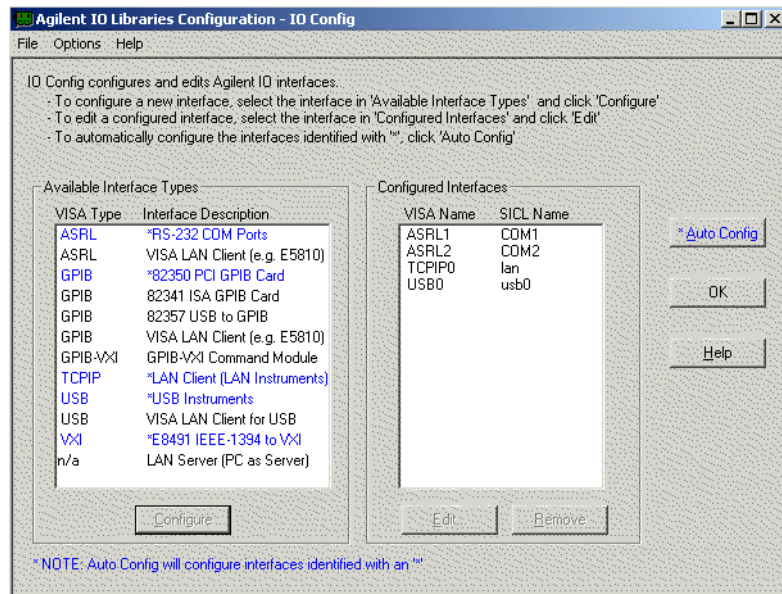 Agilent IO Libraries Configuration - IO Config
File Options Help
IO Config configures and edits Agilent IO interfaces.
- To configure a new interface, select the interface in 'Available Interface Types' and click 'Configure'
- To edit a configured interface, select the interface in 'Configured Interfaces' and click 'Edit'
- To automatically configure the interfaces identified with '*', click 'Auto Config'
Available Interface Types
VISA Type Interface Description
ASRL *RS-232 COM Ports
ASRL VISA LAN Client (e.g. E5810)
GPIB *82350 PCI GPIB Card
GPIB 82341 ISA GPIB Card
GPIB 82357 USB to GPIB
GPIB VISA LAN Client (e.g. E5810)
GPIB-VXI GPIB-VXI Command Module
TCPIP *LAN Client (LAN Instruments)
USB *USB Instruments
USB VISA LAN Client for USB
VXI *E8491 IEEE-1394 to VXI
n/a LAN Server (PC as Server)
Configure
Configured Interfaces
VISA Name SICL Name
ASRL1 COM1
ASRL2 COM2
TCPIP0 lan
USB0 usb0
Edit Remove
* Auto Config
OK
Help
* NOTE: Auto Config will configure interfaces identified with an '*'